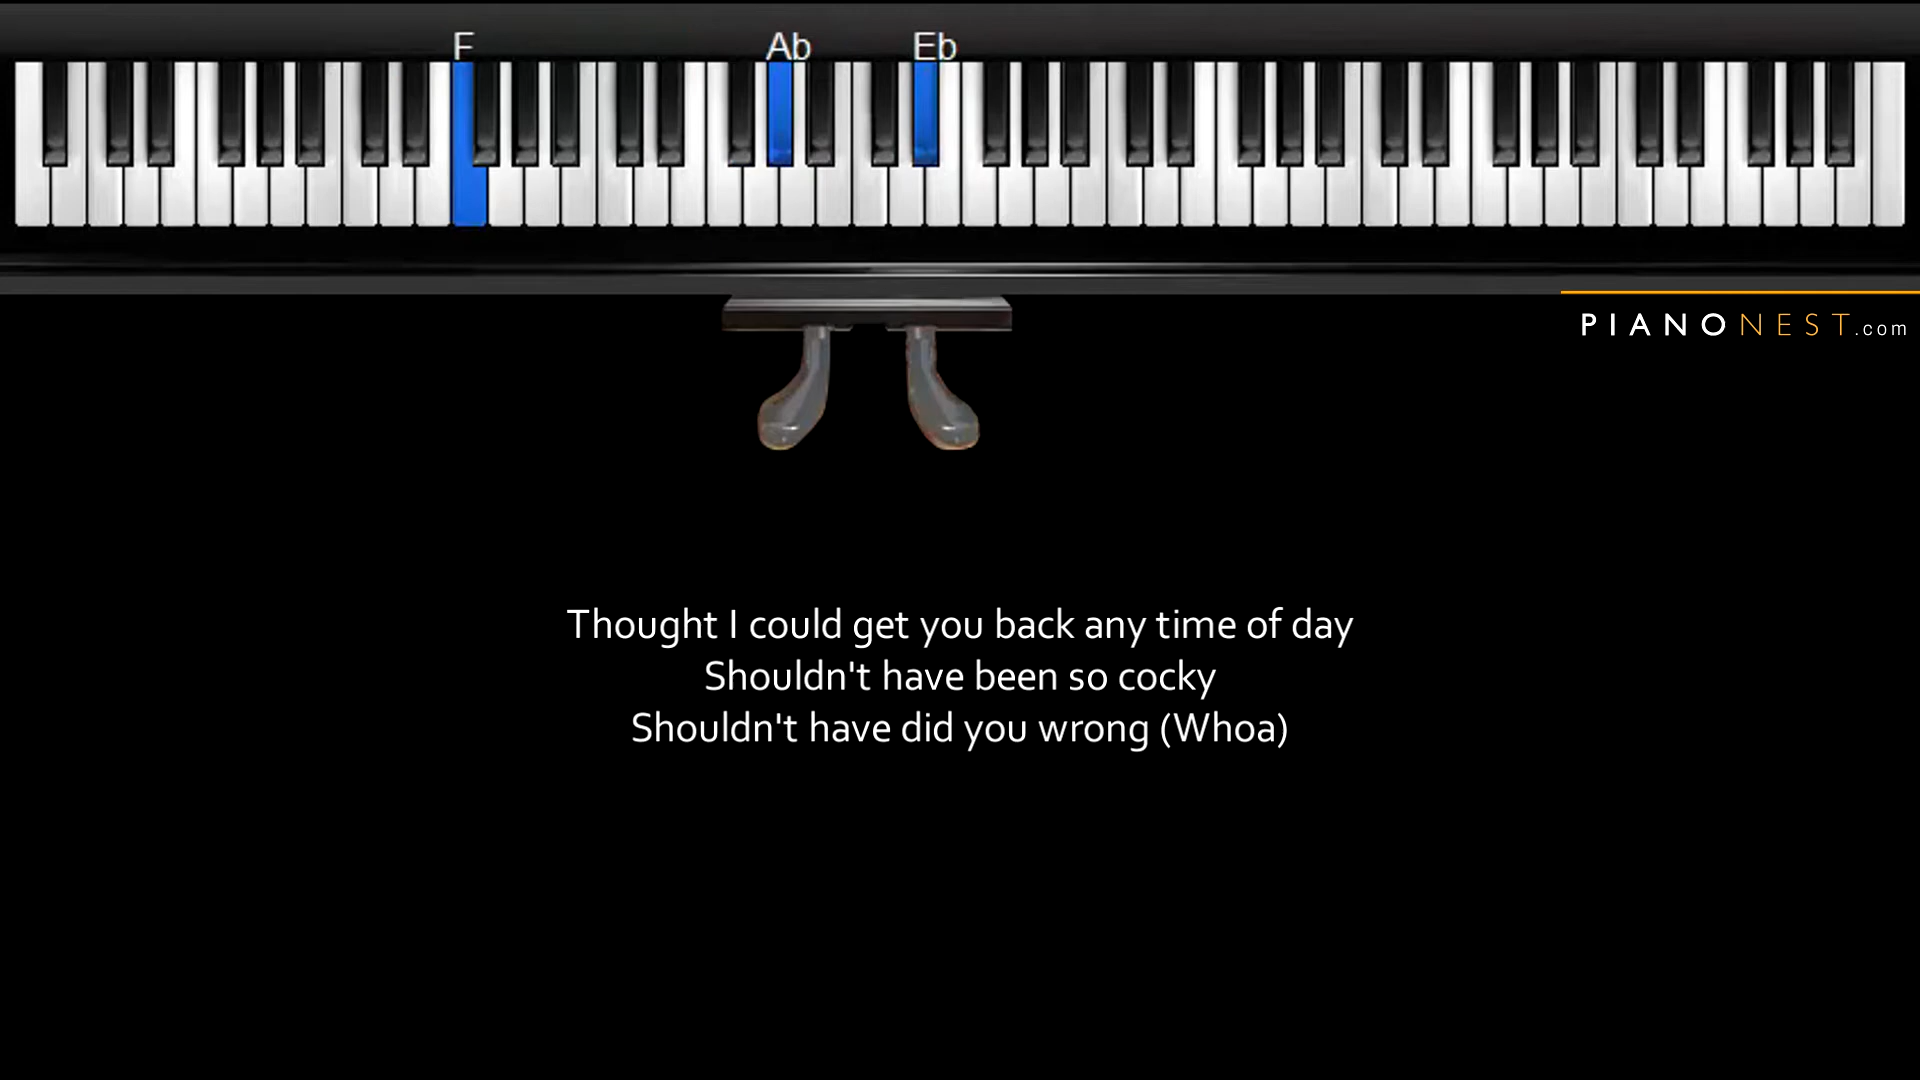 F Ab Eb
PIANONEST.com
Thought I could get you back any time of day
Shouldn't have been so cocky
Shouldn't have did you wrong (Whoa)